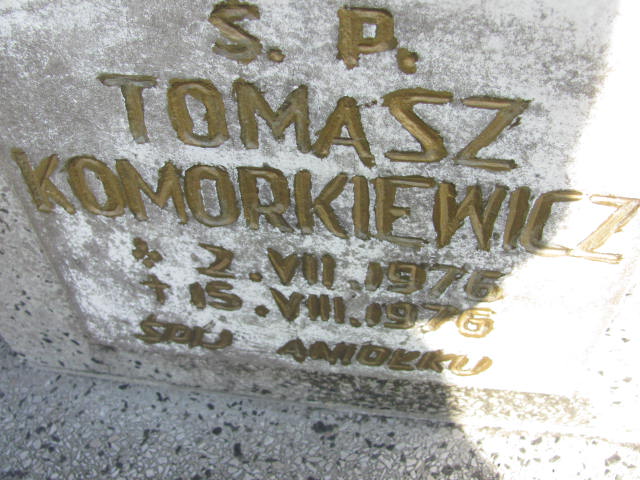 S. P.
TOMASZ
KOMORKIEWICZ
* 2.VII.1976
† 15.VIII.1976
ŚPIJ ANIOŁKU